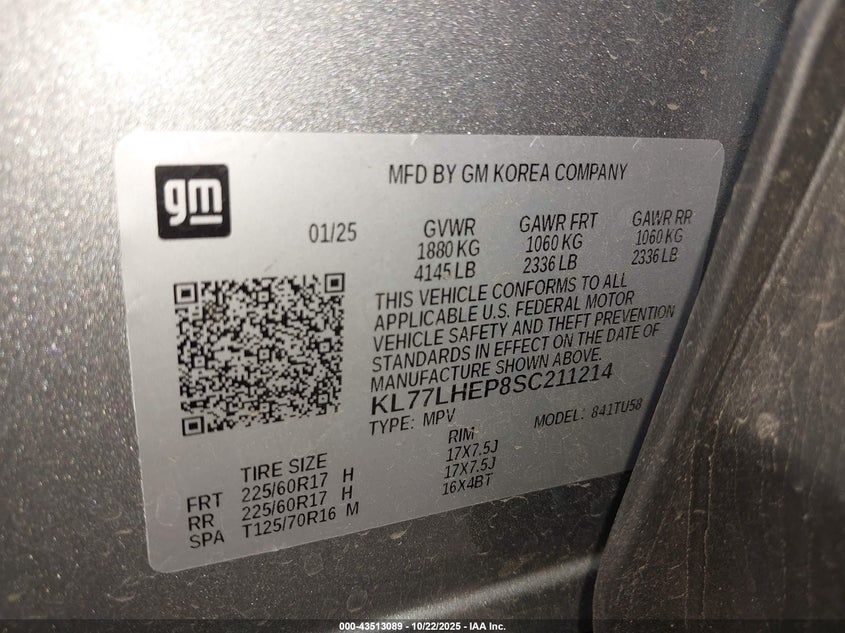 gm
MFD BY GM KOREA COMPANY
01/25
GVWR
1880 KG
4145 LB
GAWR FRT
1060 KG
2336 LB
GAWR RR
1060 KG
2336 LB
THIS VEHICLE CONFORMS TO ALL
APPLICABLE U.S. FEDERAL MOTOR
VEHICLE SAFETY AND THEFT PREVENTION
STANDARDS IN EFFECT ON THE DATE OF
MANUFACTURE SHOWN ABOVE.
KL77LHEP8SC211214
TYPE: MPV
MODEL: 841TU58
TIRE SIZE
RIM
FRT 225/60R17 H 17X7.5J
RR 225/60R17 H 17X7.5J
SPA T125/70R16 M 16X4BT
000-43513089 - 10/22/2025 - IAA Inc.